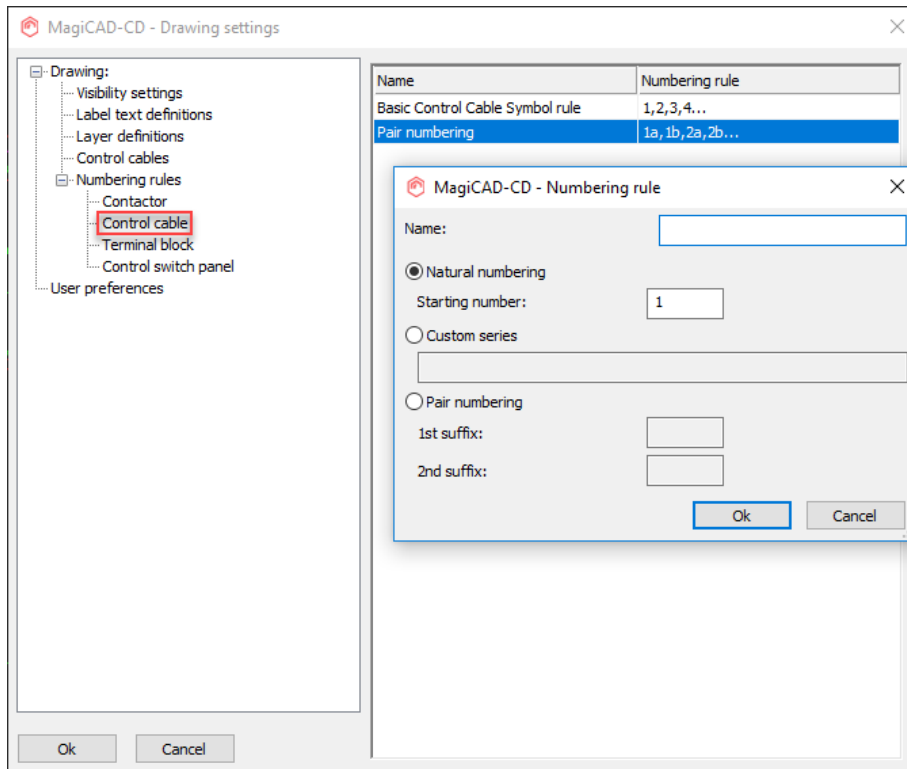 MagiCAD-CD - Drawing settings
Drawing:
Visibility settings
Label text definitions
Layer definitions
Control cables
Numbering rules
Contactor
Control cable
Terminal block
Control switch panel
User preferences
Name Numbering rule
Basic Control Cable Symbol rule 1,2,3,4...
Pair numbering 1a,1b,2a,2b...
MagiCAD-CD - Numbering rule
Name:
Natural numbering
Starting number: 1
Custom series
Pair numbering
1st suffix:
2nd suffix:
Ok Cancel
Ok Cancel